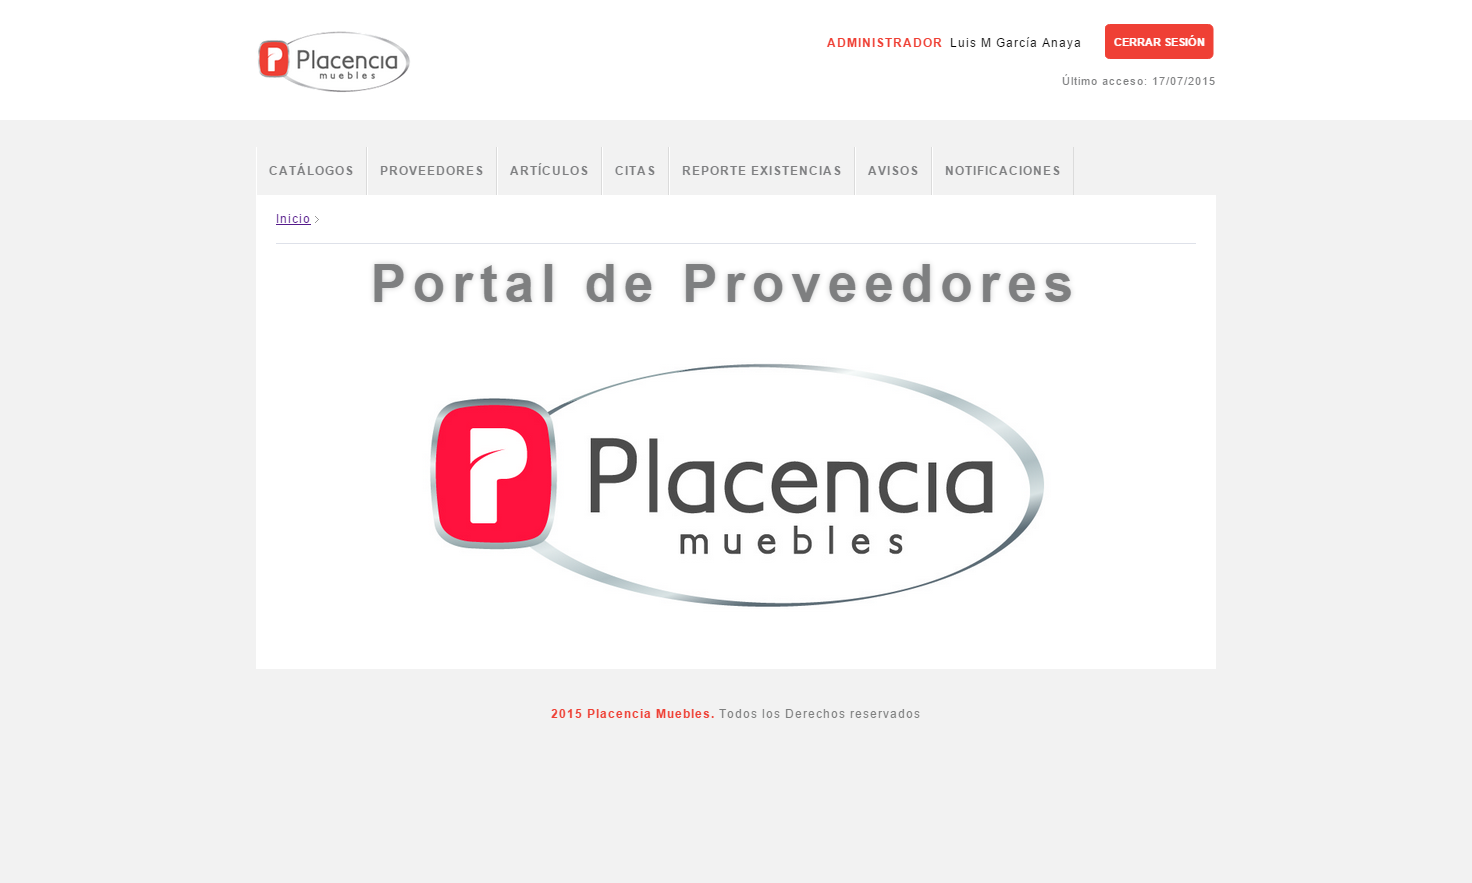 Placencia
muebles
ADMINISTRADOR Luis M García Anaya
CERRAR SESIÓN
Último acceso: 17/07/2015
CATÁLOGOS PROVEEDORES ARTÍCULOS CITAS REPORTE EXISTENCIAS AVISOS NOTIFICACIONES
Inicio >
Portal de Proveedores
Placencia
muebles
2015 Placencia Muebles. Todos los Derechos reservados